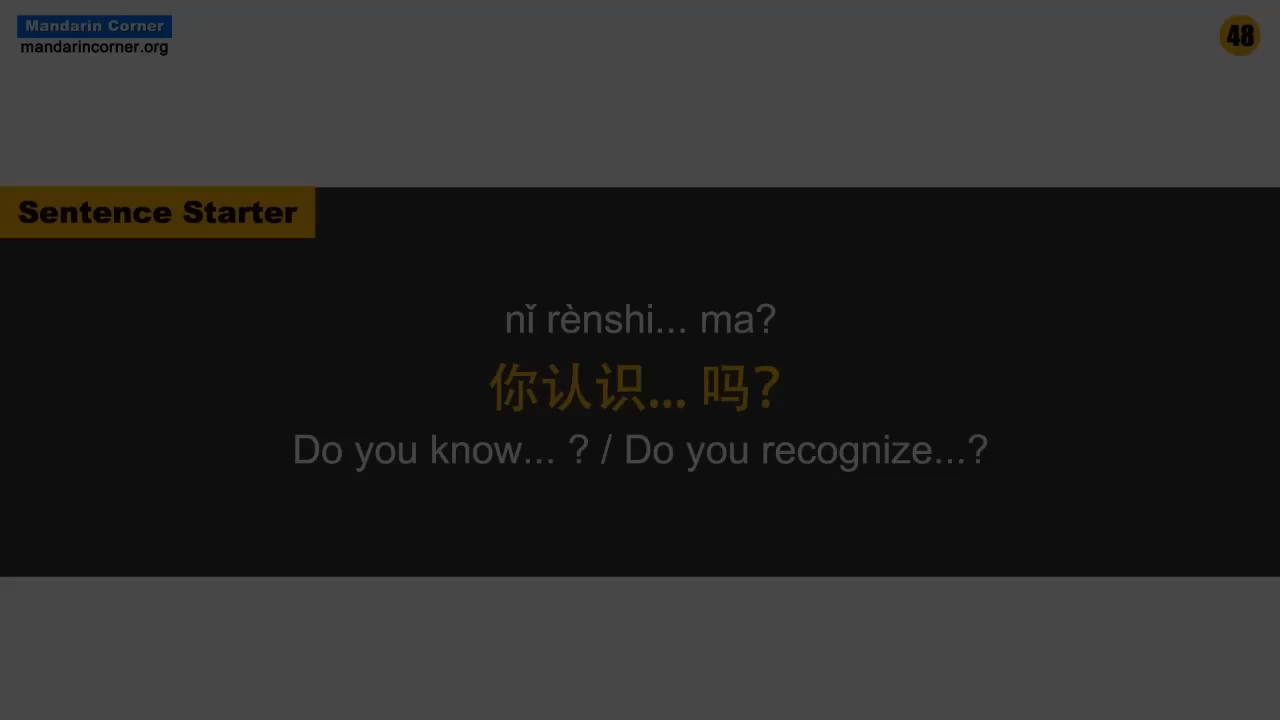 Mandarin Corner
mandarincorner.org
48
Sentence Starter
nǐ rènshi... ma?
你认识... 吗?
Do you know... ? / Do you recognize...?